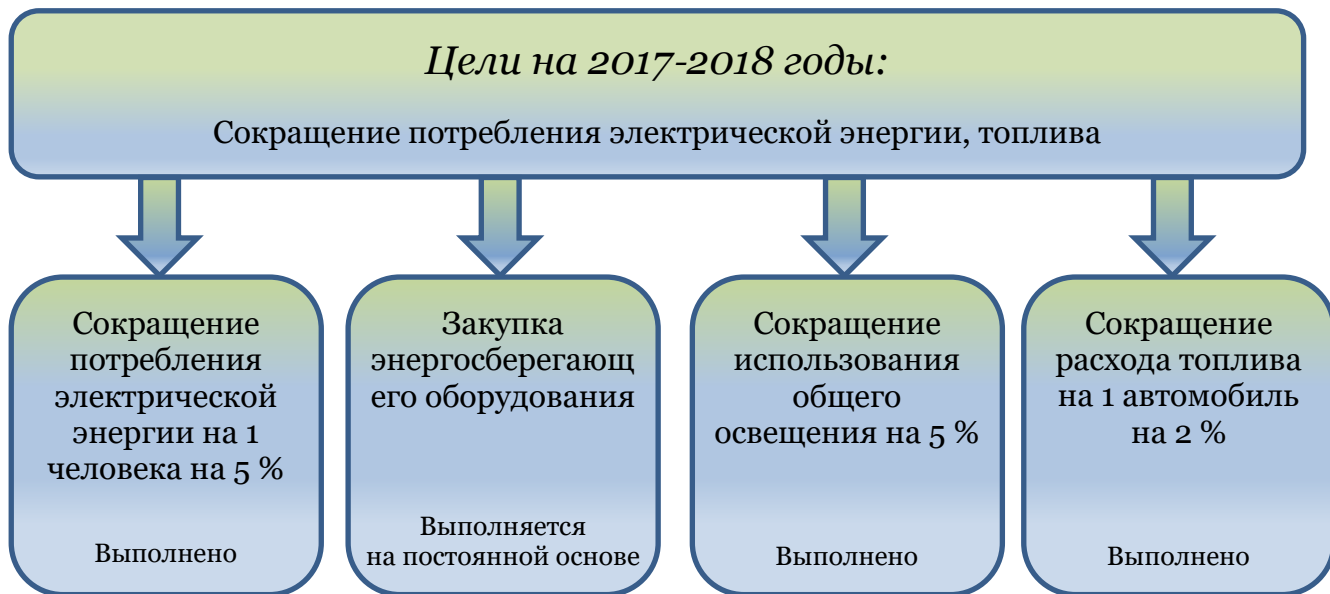 Цели на 2017-2018 годы:
Сокращение потребления электрической энергии, топлива
Сокращение
потребления
электрической
энергии на 1
человека на 5 %
Выполнено
Закупка
энергосберегающ
его оборудования
Выполняется
на постоянной основе
Сокращение
использования
общего
освещения на 5 %
Выполнено
Сокращение
расхода топлива
на 1 автомобиль
на 2 %
Выполнено